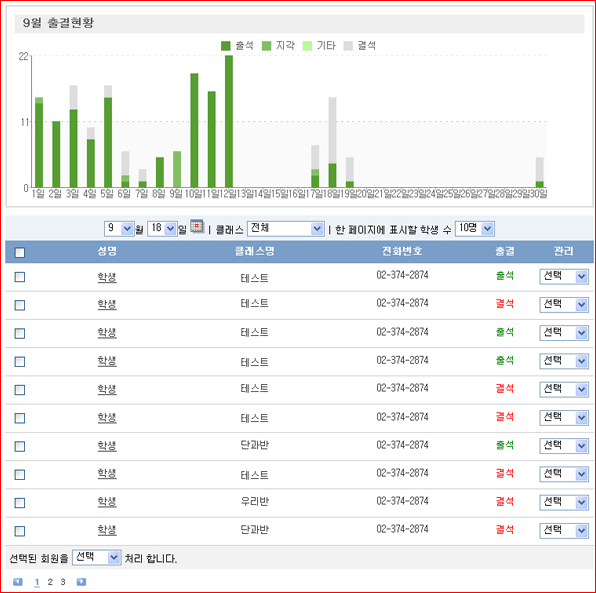 9월 출결현황
출석 지각 기타 결석
22
11
0
1일 2일 3일 4일 5일 6일 7일 8일 9일 10일 11일 12일 13일 14일 15일 16일 17일 18일 19일 20일 21일 22일 23일 24일 25일 26일 27일 28일 29일 30일
9 월 18 일 | 클래스 전체 | 한 페이지에 표시할 학생 수 10명
성명 클래스명 전화번호 출결 관리
학생 테스트 02-374-2874 출석 선택
학생 테스트 02-374-2874 결석 선택
학생 테스트 02-374-2874 출석 선택
학생 테스트 02-374-2874 출석 선택
학생 테스트 02-374-2874 결석 선택
학생 테스트 02-374-2874 결석 선택
학생 단과반 02-374-2874 출석 선택
학생 테스트 02-374-2874 결석 선택
학생 우리반 02-374-2874 결석 선택
학생 단과반 02-374-2874 결석 선택
선택된 회원을 선택 처리 합니다.
1 2 3